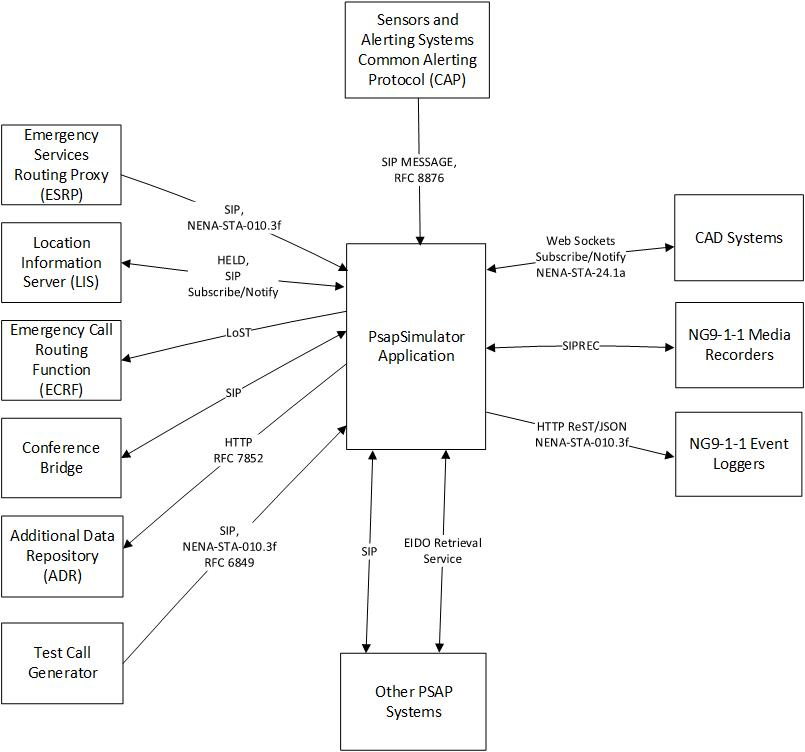 Sensors and
Alerting Systems
Common Alerting
Protocol (CAP)
SIP MESSAGE,
RFC 8876
Emergency
Services
Routing Proxy
(ESRP)
SIP,
NENA-STA-010.3f
Location
Information
Server (LIS)
HELD,
SIP
Subscribe/Notify
Emergency Call
Routing
Function
(ECRF)
LoST
SIP
Conference
Bridge
HTTP
RFC 7852
Additional Data
Repository
(ADR)
SIP,
NENA-STA-010.3f
RFC 6849
Test Call
Generator
PsapSimulator
Application
Web Sockets
Subscribe/Notify
NENA-STA-24.1a
CAD Systems
SIPREC
NG9-1-1 Media
Recorders
HTTP ReST/JSON
NENA-STA-010.3f
NG9-1-1 Event
Loggers
SIP
EIDO Retrieval
Service
Other PSAP
Systems